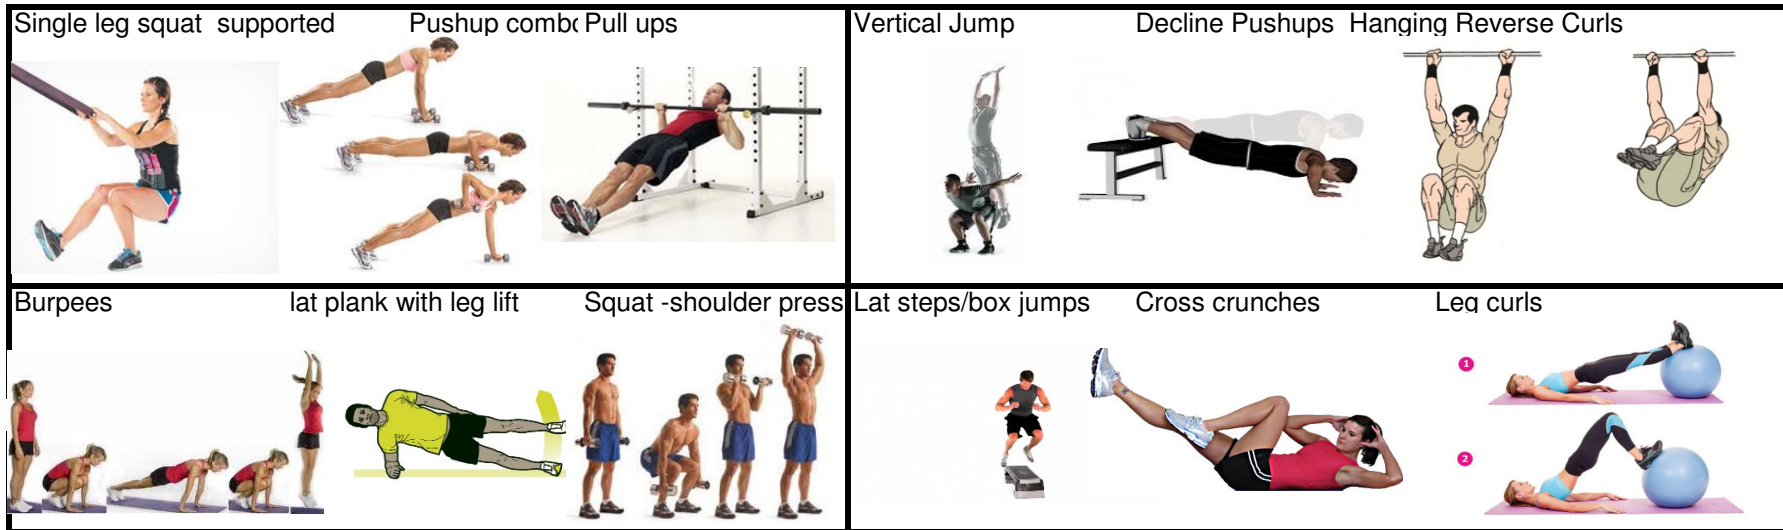 Single leg squat supported
Pushup combo
Pull ups
Vertical Jump
Decline Pushups
Hanging Reverse Curls
Burpees
lat plank with leg lift
Squat -shoulder press
Lat steps/box jumps
Cross crunches
Leg curls
1
2